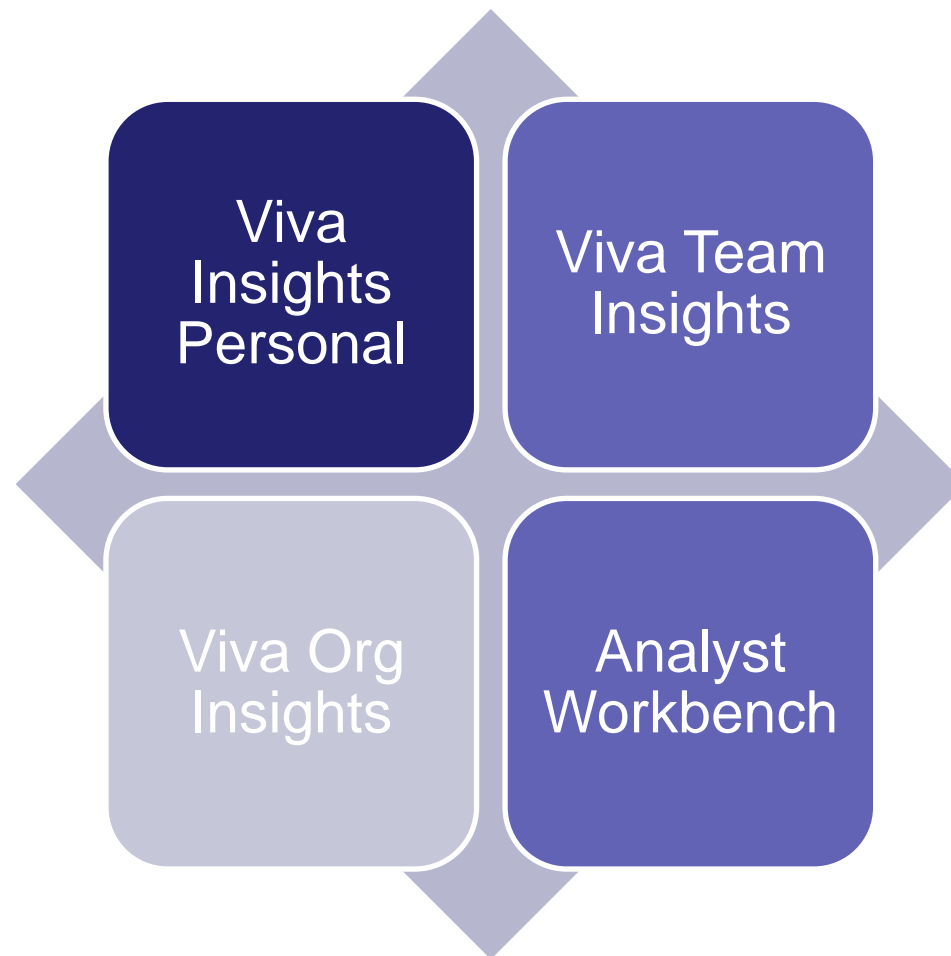 Viva
Insights
Personal
Viva Team
Insights
Viva Org
Insights
Analyst
Workbench